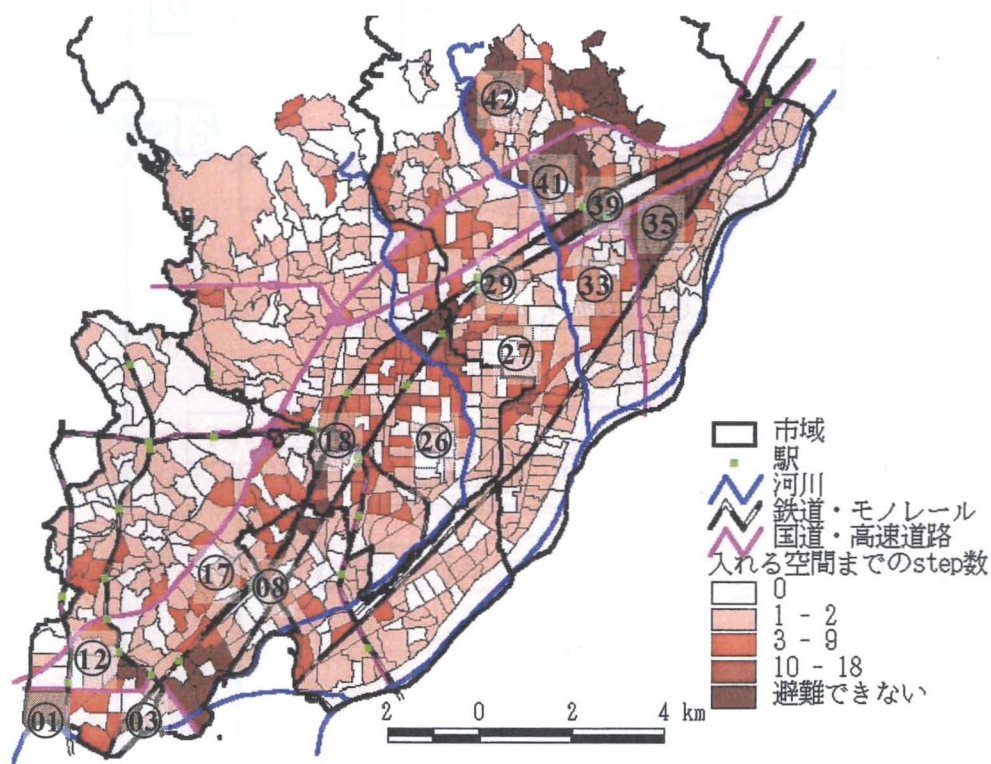 42
41
39
35
29
33
27
18
26
17
08
12
01
03
市域
駅
河川
鉄道・モノレール
国道・高速道路
入れる空間までのstep数
0
1 - 2
3 - 9
10 - 18
避難できない
2 0 2 4 km